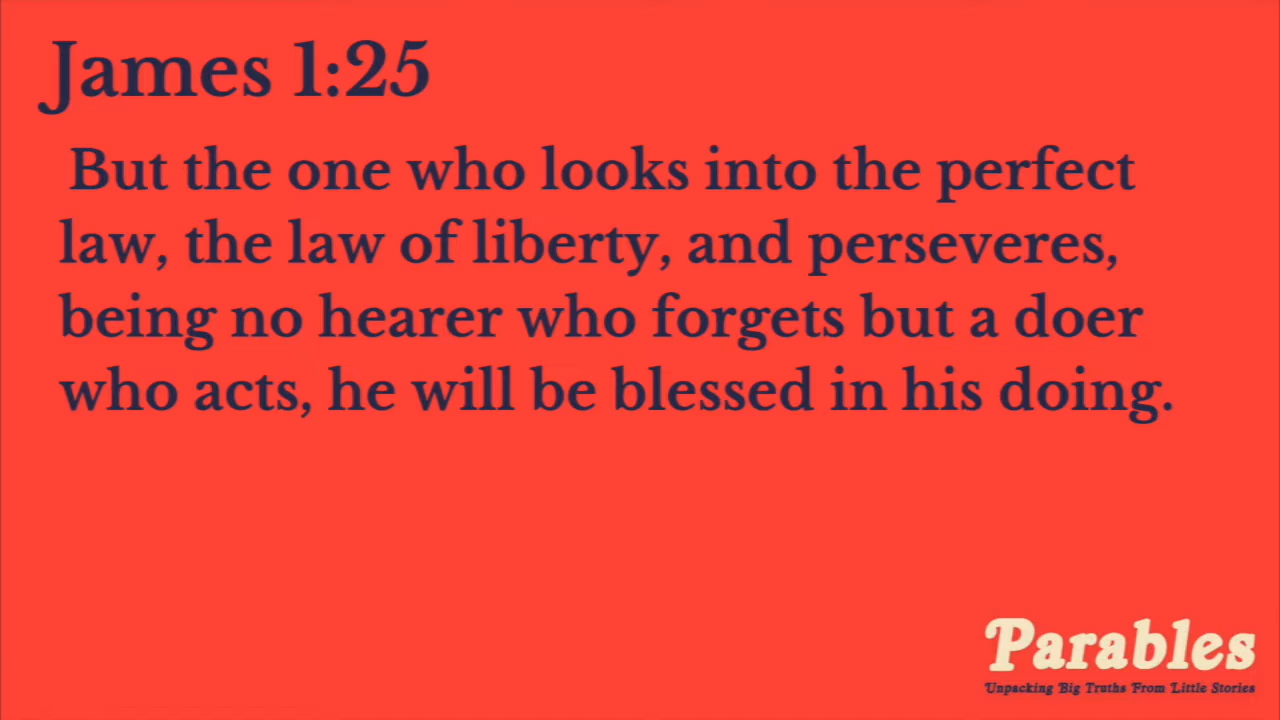 James 1:25
But the one who looks into the perfect
law, the law of liberty, and perseveres,
being no hearer who forgets but a doer
who acts, he will be blessed in his doing.
Parables
Unpacking Big Truths From Little Stories